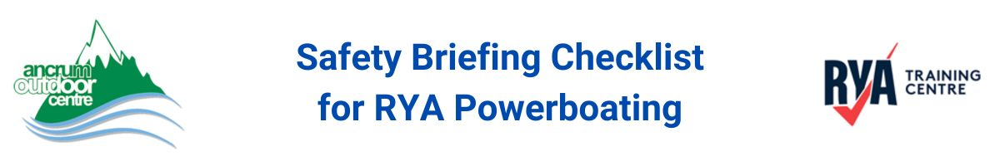 ancrum
outdoor
centre
Safety Briefing Checklist
for RYA Powerboating
RYA
TRAINING
CENTRE